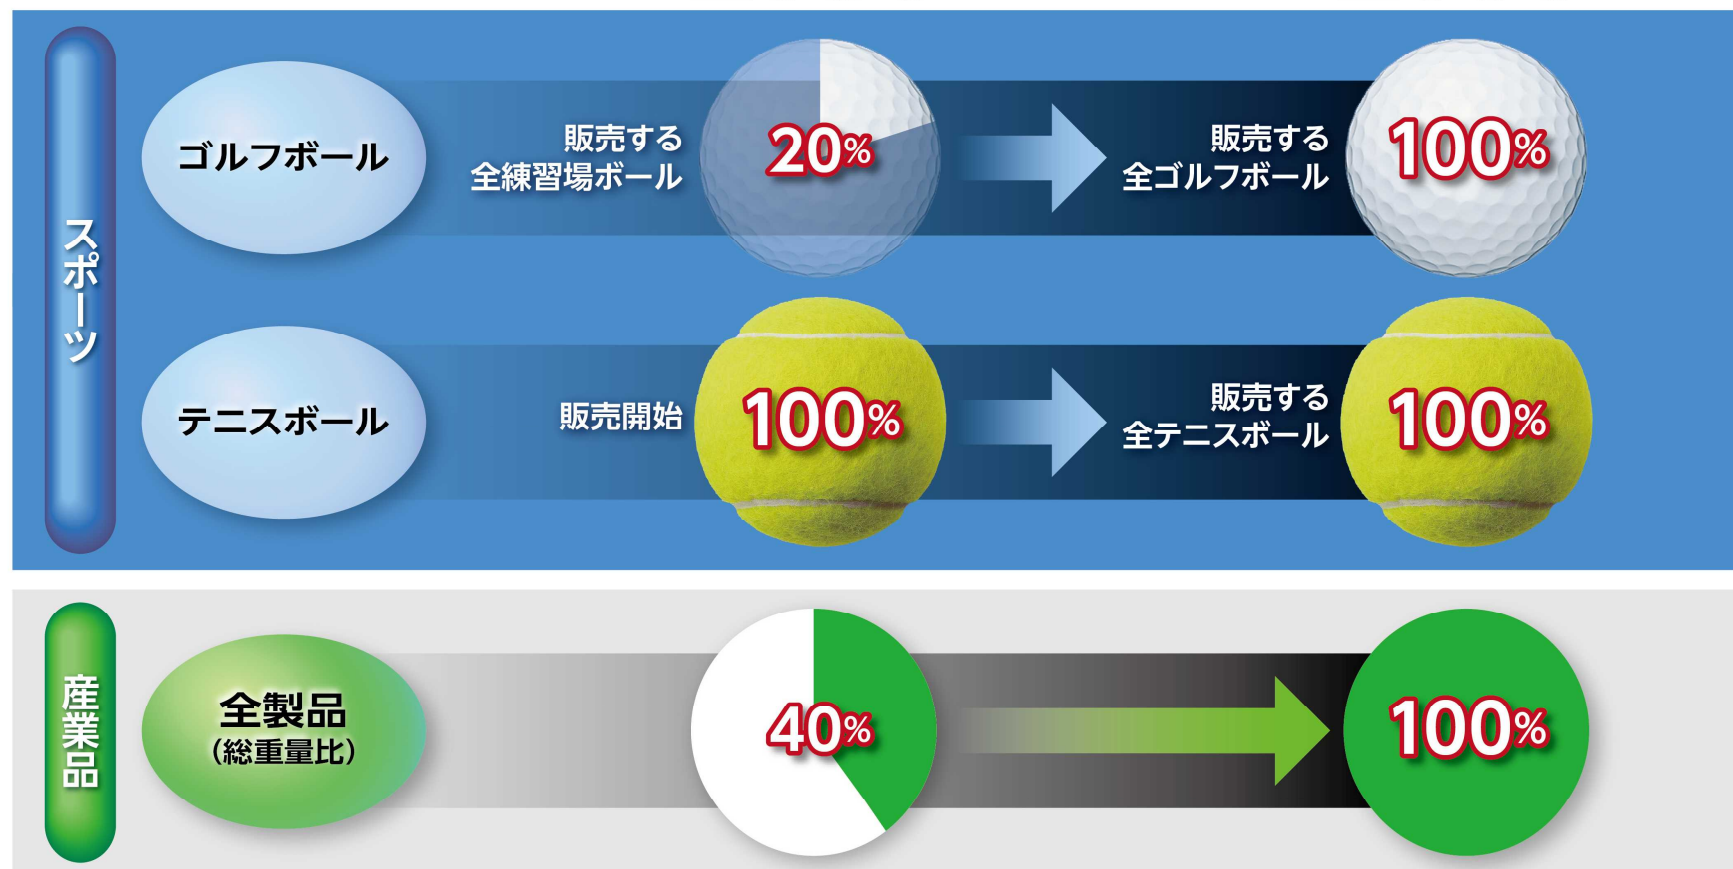 スポーツ
ゴルフボール
販売する
全練習場ボール
20%
販売する
全ゴルフボール
100%
テニスボール
販売開始
100%
販売する
全テニスボール
100%
産業品
全製品
（総重量比）
40%
100%